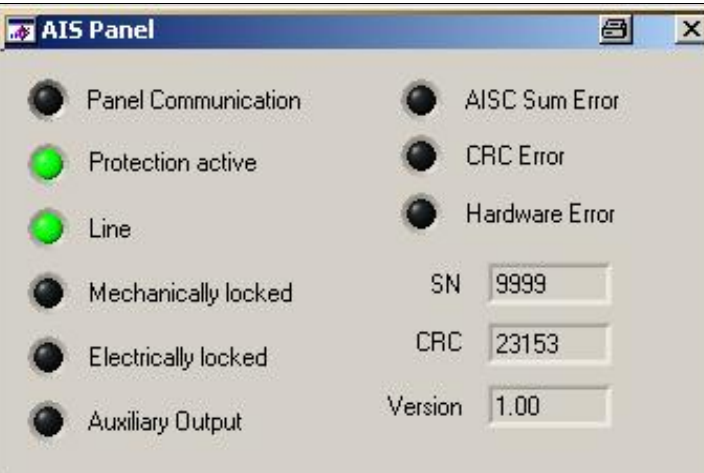 AIS Panel
Panel Communication
Protection active
Line
Mechanically locked
Electrically locked
Auxiliary Output
AISC Sum Error
CRC Error
Hardware Error
SN 9999
CRC 23153
Version 1.00